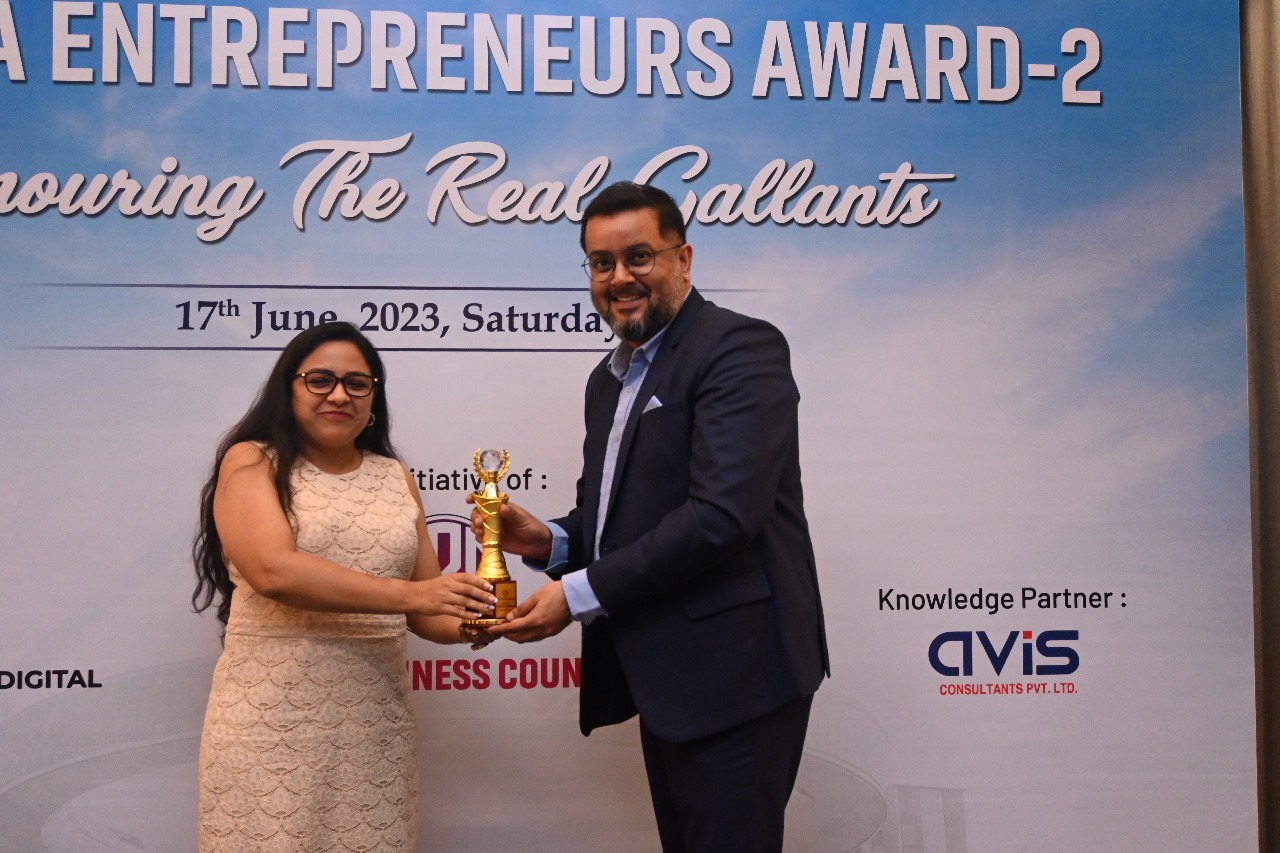 A ENTREPRENEURS AWARD-2
nouring The Real Gallants
17th June, 2023, Saturday
itiative of :
Knowledge Partner :
avis
CONSULTANTS PVT. LTD.
DIGITAL
INESS COUN